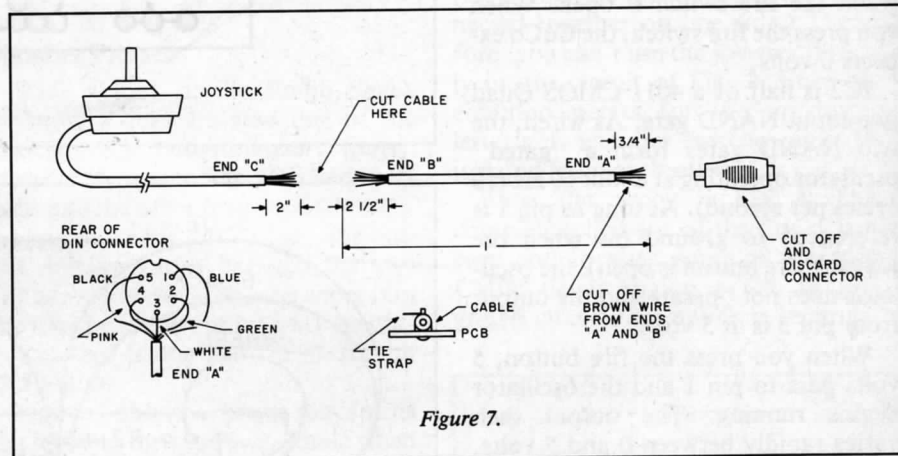 JOYSTICK
CUT CABLE
HERE
END "C"
END "B"
END "A"
3/4"
2"
2 1/2"
1'
CUT OFF
AND
DISCARD
CONNECTOR
CUT OFF
BROWN WIRE
FROM ENDS
"A" AND "B"
REAR OF
DIN CONNECTOR
BLACK
BLUE
5
1
4
2
PINK
GREEN
WHITE
END "A"
TIE
STRAP
PCB
Figure 7.